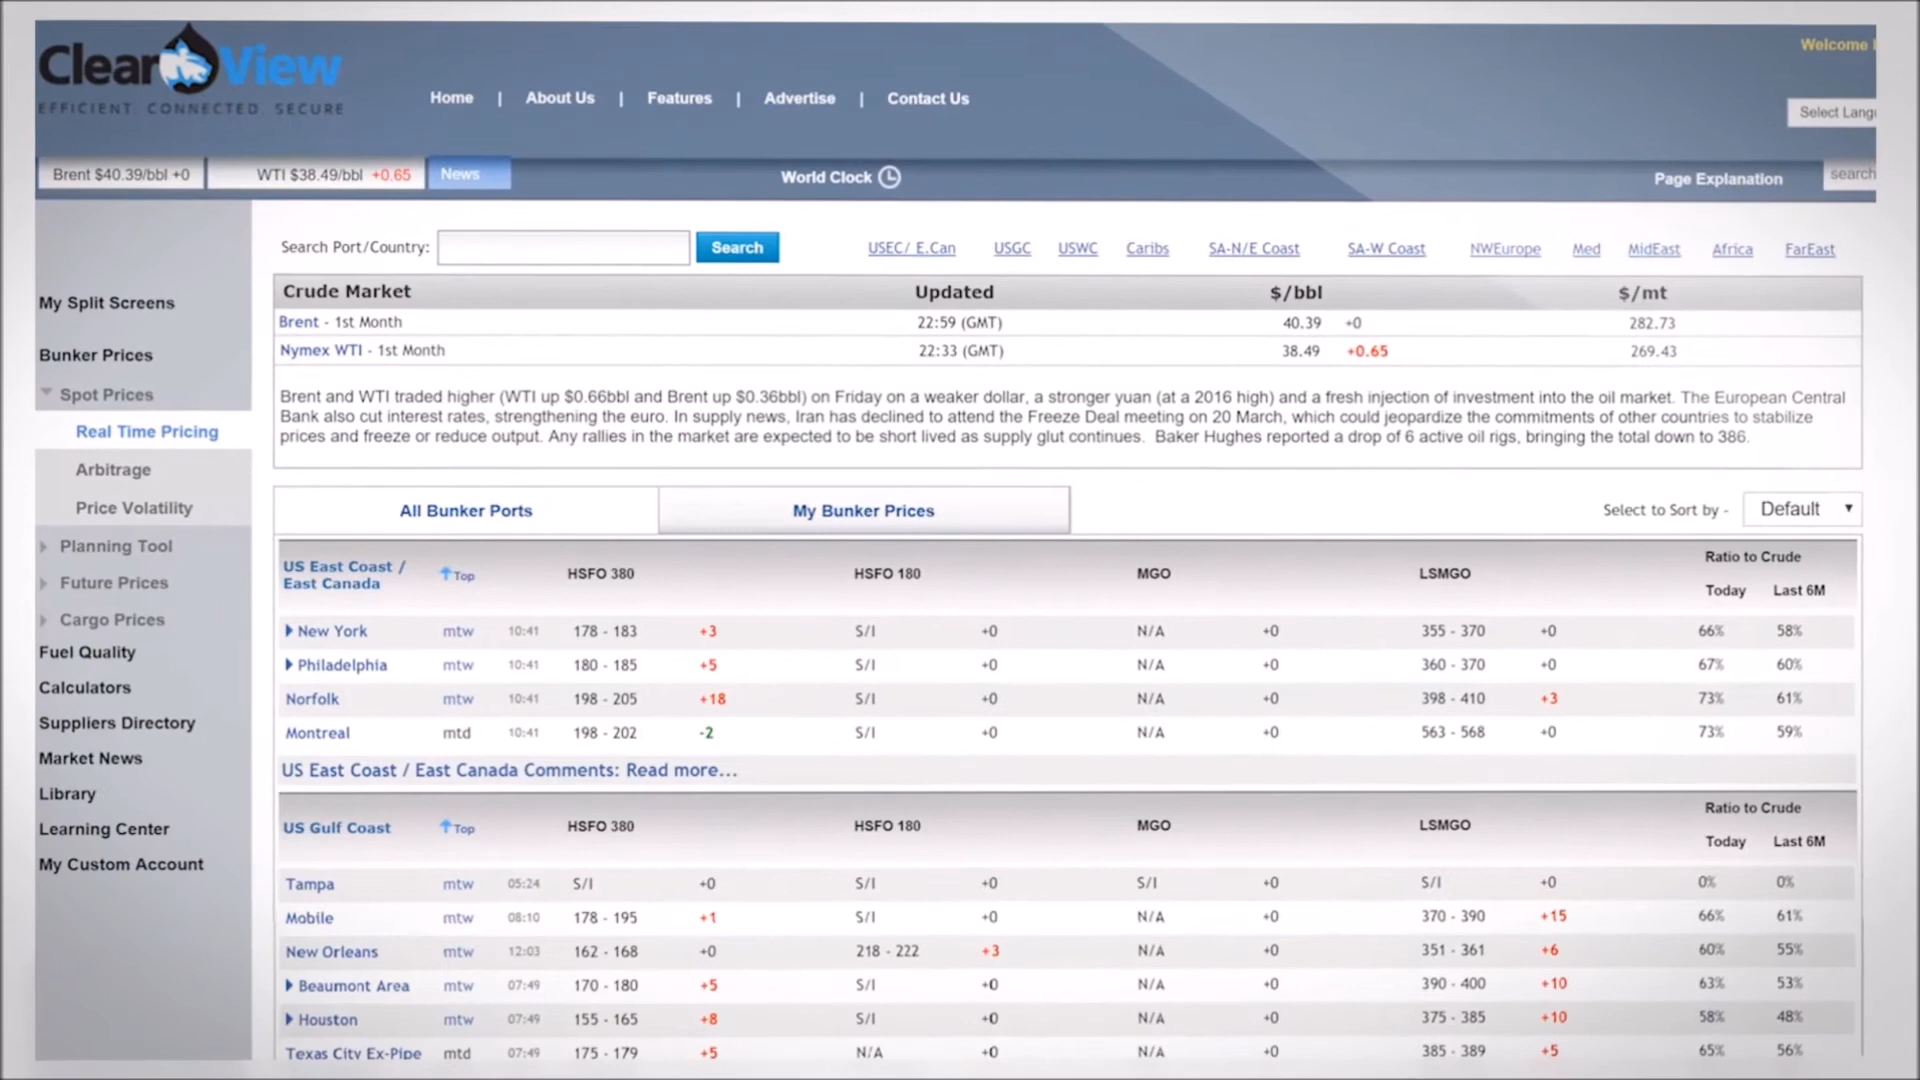 ClearView
EFFICIENT. CONNECTED. SECURE
Home | About Us | Features | Advertise | Contact Us
Welcome
Select Langu
Brent $40.39/bbl +0
WTI $38.49/bbl +0.65
News
World Clock
Page Explanation
search
Search Port/Country: Search
USEC/ E.Can USGC USWC Caribs SA-N/E Coast SA-W Coast NWEurope Med MidEast Africa FarEast
My Split Screens
Bunker Prices
Spot Prices
Real Time Pricing
Arbitrage
Price Volatility
Planning Tool
Future Prices
Cargo Prices
Fuel Quality
Calculators
Suppliers Directory
Market News
Library
Learning Center
My Custom Account
Crude Market Updated $/bbl $/mt
Brent - 1st Month 22:59 (GMT) 40.39 +0 282.73
Nymex WTI - 1st Month 22:33 (GMT) 38.49 +0.65 269.43
Brent and WTI traded higher (WTI up $0.66bbl and Brent up $0.36bbl) on Friday on a weaker dollar, a stronger yuan (at a 2016 high) and a fresh injection of investment into the oil market. The European Central
Bank also cut interest rates, strengthening the euro. In supply news, Iran has declined to attend the Freeze Deal meeting on 20 March, which could jeopardize the commitments of other countries to stabilize
prices and freeze or reduce output. Any rallies in the market are expected to be short lived as supply glut continues. Baker Hughes reported a drop of 6 active oil rigs, bringing the total down to 386.
All Bunker Ports My Bunker Prices Select to Sort by - Default
US East Coast /
East Canada
Top HSFO 380 HSFO 180 MGO LSMGO
Ratio to Crude
Today Last 6M
New York mtw 10:41 178 - 183 +3 S/I +0 N/A +0 355 - 370 +0 66% 58%
Philadelphia mtw 10:41 180 - 185 +5 S/I +0 N/A +0 360 - 370 +0 67% 60%
Norfolk mtw 10:41 198 - 205 +18 S/I +0 N/A +0 398 - 410 +3 73% 61%
Montreal mtd 10:41 198 - 202 -2 S/I +0 N/A +0 563 - 568 +0 73% 59%
US East Coast / East Canada Comments: Read more...
US Gulf Coast Top HSFO 380 HSFO 180 MGO LSMGO
Ratio to Crude
Today Last 6M
Tampa mtw 05:24 S/I +0 S/I +0 S/I +0 S/I +0 0% 0%
Mobile mtw 08:10 178 - 195 +1 S/I +0 N/A +0 370 - 390 +15 66% 61%
New Orleans mtw 12:03 162 - 168 +0 218 - 222 +3 N/A +0 351 - 361 +6 60% 55%
Beaumont Area mtw 07:49 170 - 180 +5 S/I +0 N/A +0 390 - 400 +10 63% 53%
Houston mtw 07:49 155 - 165 +8 S/I +0 N/A +0 375 - 385 +10 58% 48%
Texas City Ex-Pipe mtd 07:49 175 - 179 +5 N/A +0 N/A +0 385 - 389 +5 65% 56%